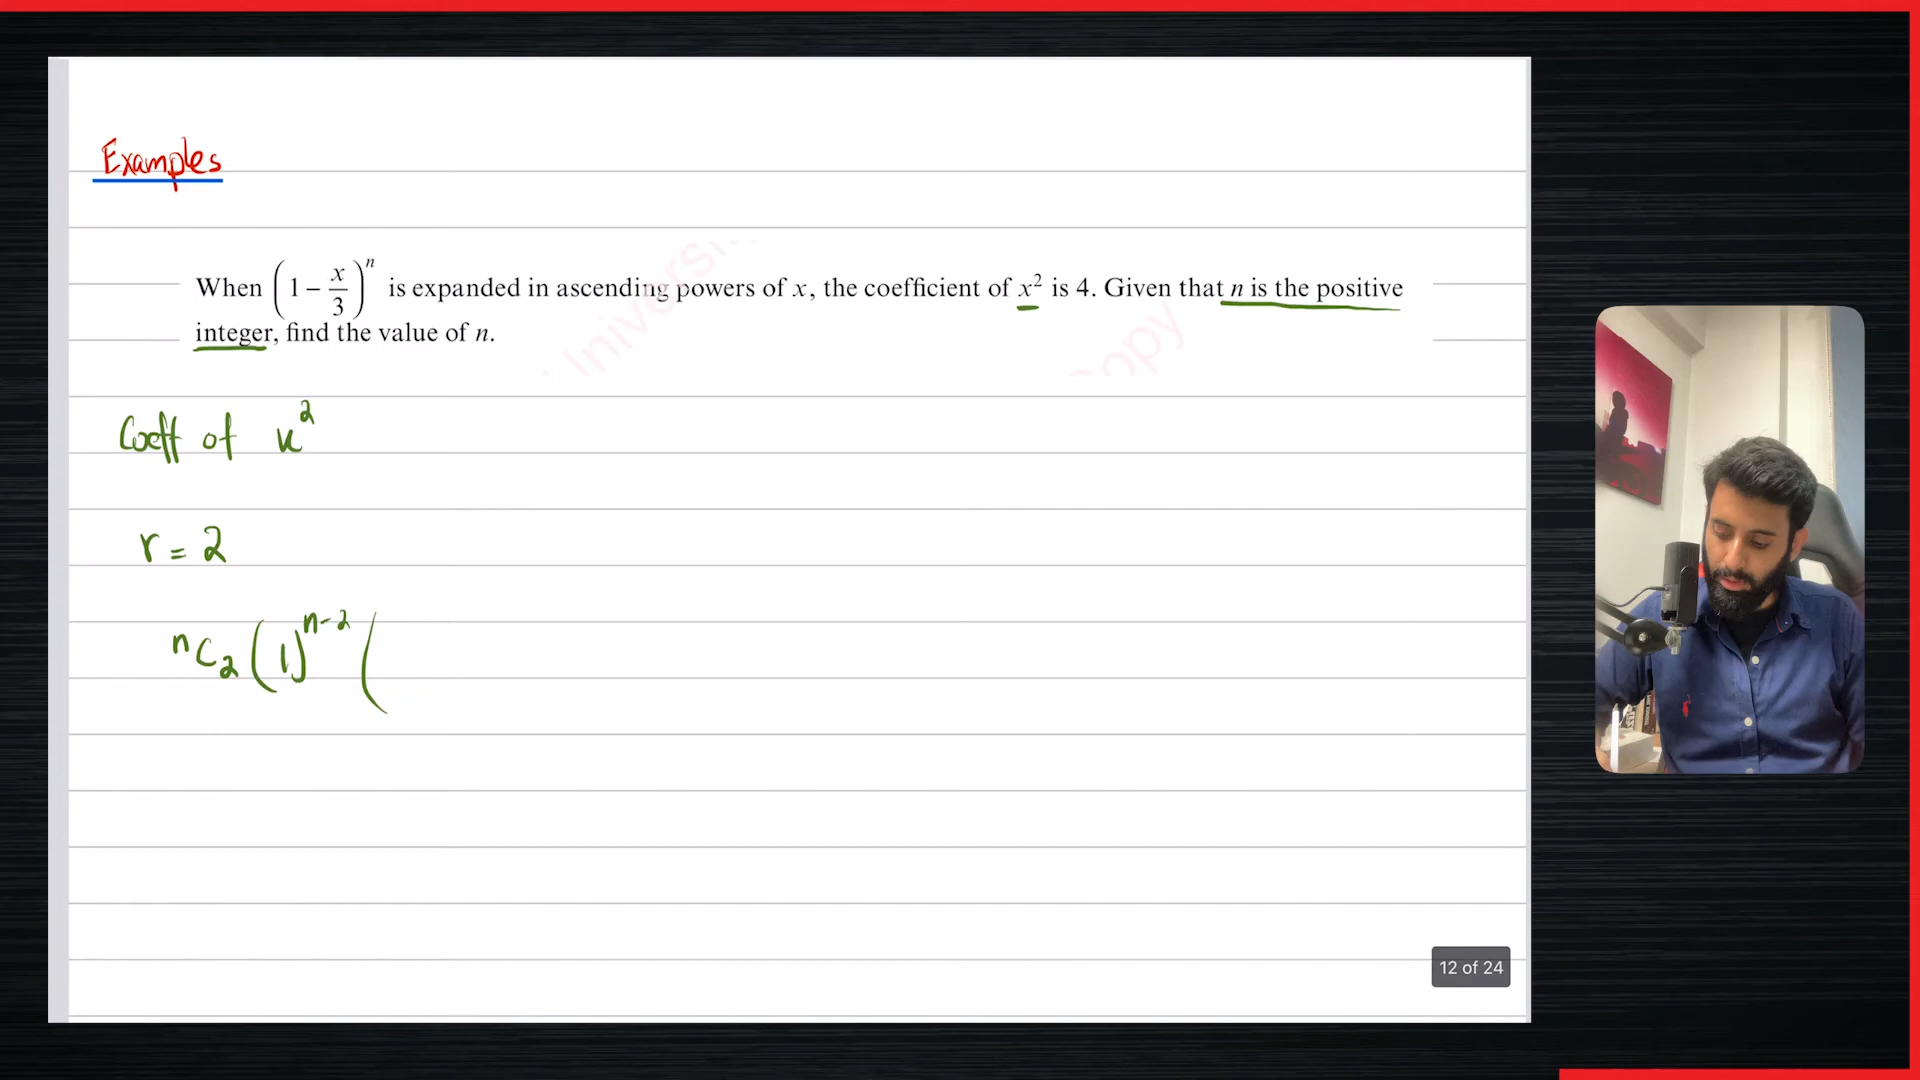 Examples
When (1 – x/3)^n is expanded in ascending powers of x, the coefficient of x² is 4. Given that n is the positive
integer, find the value of n.
Coeff of x²
r = 2
ⁿC₂ (1)ⁿ⁻² (
12 of 24